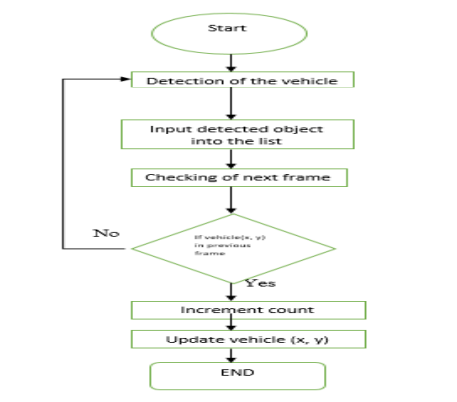 Start
Detection of the vehicle
Input detected object
into the list
Checking of next frame
If vehicle(x, y)
in previous
frame
No
Yes
Increment count
Update vehicle (x, y)
END